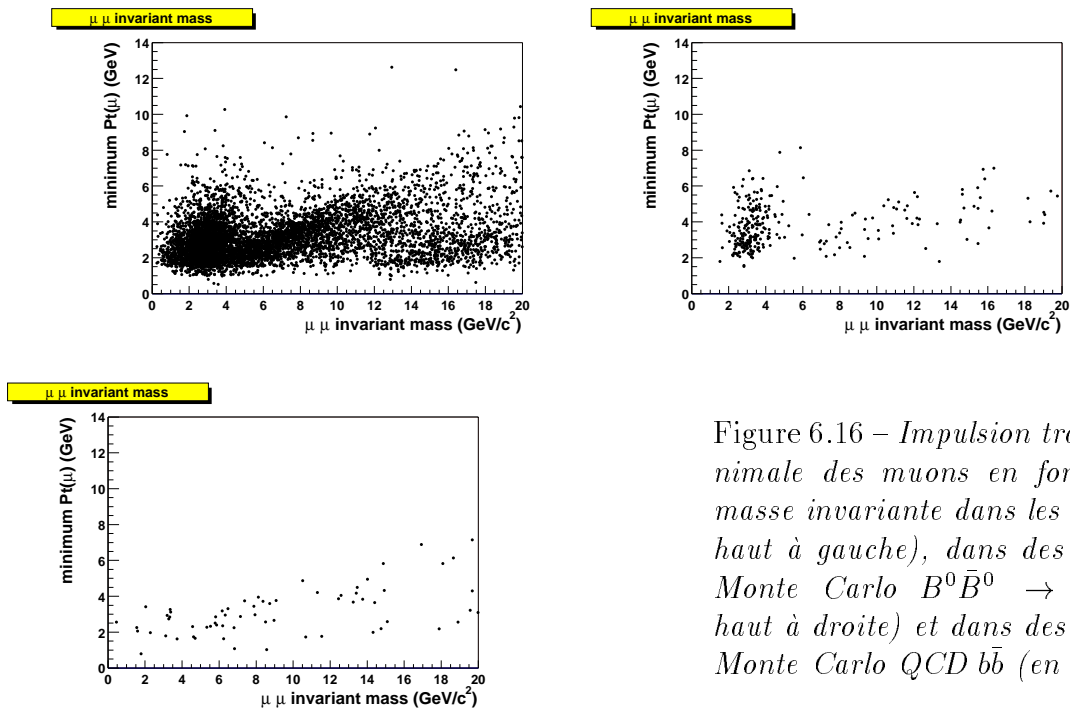 μ μ invariant mass
minimum Pt(μ) (GeV)
14
12
10
8
6
4
2
0
0 2 4 6 8 10 12 14 16 18 20
μ μ invariant mass (GeV/c²)
μ μ invariant mass
minimum Pt(μ) (GeV)
14
12
10
8
6
4
2
0
0 2 4 6 8 10 12 14 16 18 20
μ μ invariant mass (GeV/c²)
μ μ invariant mass
minimum Pt(μ) (GeV)
14
12
10
8
6
4
2
0
0 2 4 6 8 10 12 14 16 18 20
μ μ invariant mass (GeV/c²)
Figure 6.16 – Impulsion
nimale des muons en
masse invariante dans les
haut à gauche), dans des
Monte Carlo B⁰B̄⁰ →
haut à droite) et dans des
Monte Carlo QCD bb̄ (en